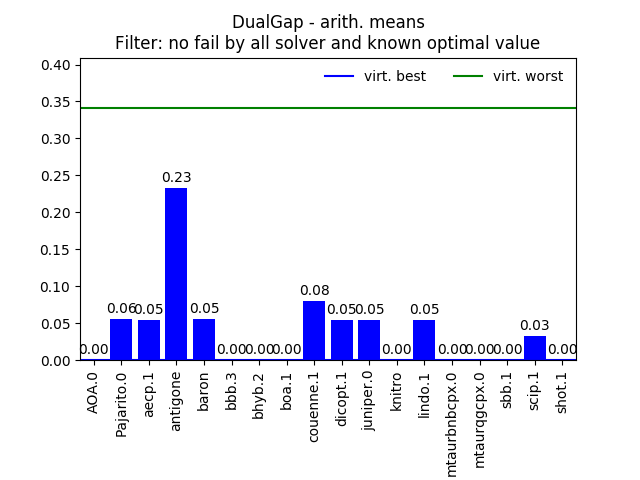 DualGap - arith. means
Filter: no fail by all solver and known optimal value
virt. best
virt. worst
0.40
0.35
0.30
0.25
0.20
0.15
0.10
0.05
0.00
0.00
0.06
0.05
0.23
0.05
0.00
0.00
0.00
0.08
0.05
0.05
0.00
0.05
0.00
0.00
0.00
0.03
0.00
AOA.0
Pajarito.0
aecp.1
antigone
baron
bbb.3
bhyb.2
boa.1
couenne.1
dicopt.1
juniper.0
knitro
lindo.1
mtaurbnbcpx.0
mtaurqgcpx.0
sbb.1
scip.1
shot.1